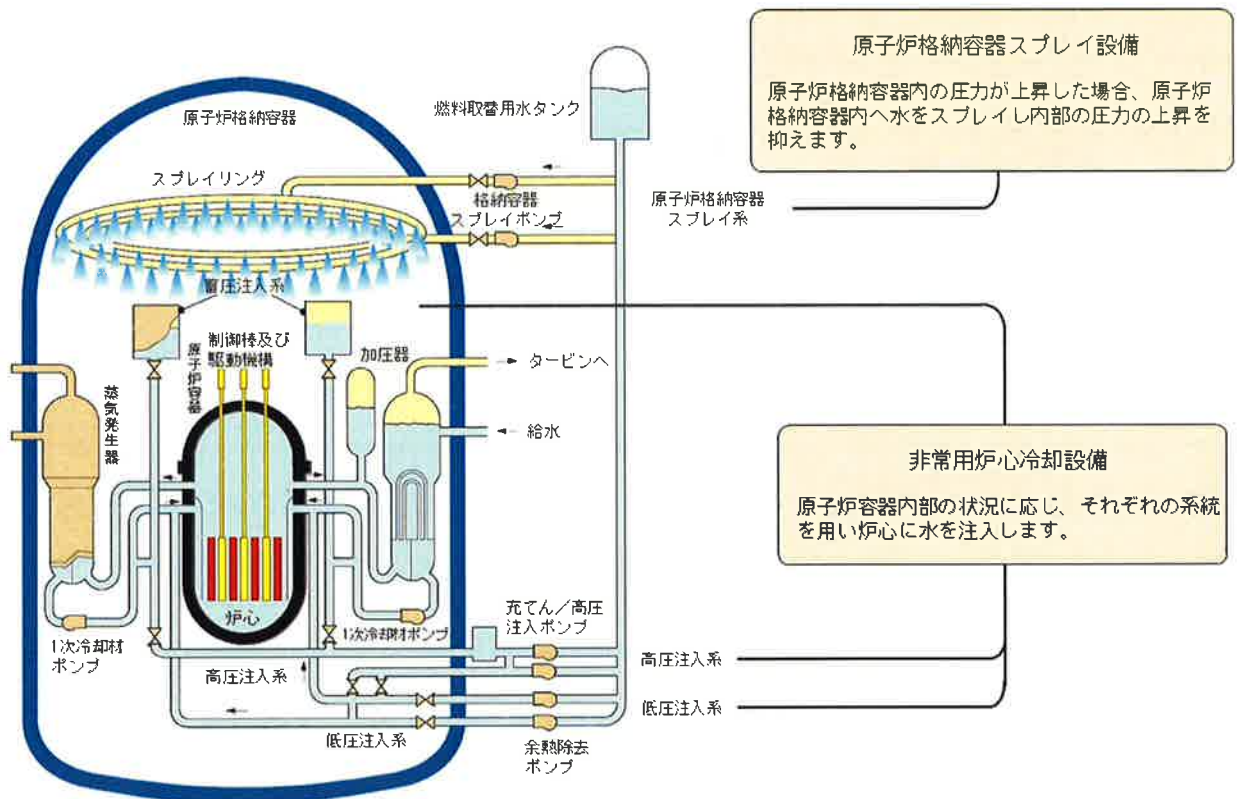 原子炉格納容器スプレイ設備
原子炉格納容器内の圧力が上昇した場合、原子炉
格納容器内へ水をスプレイし内部の圧力の上昇を
抑えます。
燃料取替用水タンク
原子炉格納容器
スプレイリング
格納容器
スプレイポンプ
原子炉格納容器
スプレイ系
蓄圧注入系
制御棒及び
駆動機構
原子炉容器
加圧器
タービンへ
蒸気発生器
給水
非常用炉心冷却設備
原子炉容器内部の状況に応じ、それぞれの系統
を用い炉心に水を注入します。
炉心
1次冷却材
ポンプ
1次冷却材ポンプ
充てん/高圧
注入ポンプ
高圧注入系
高圧注入系
低圧注入系
低圧注入系
余熱除去
ポンプ